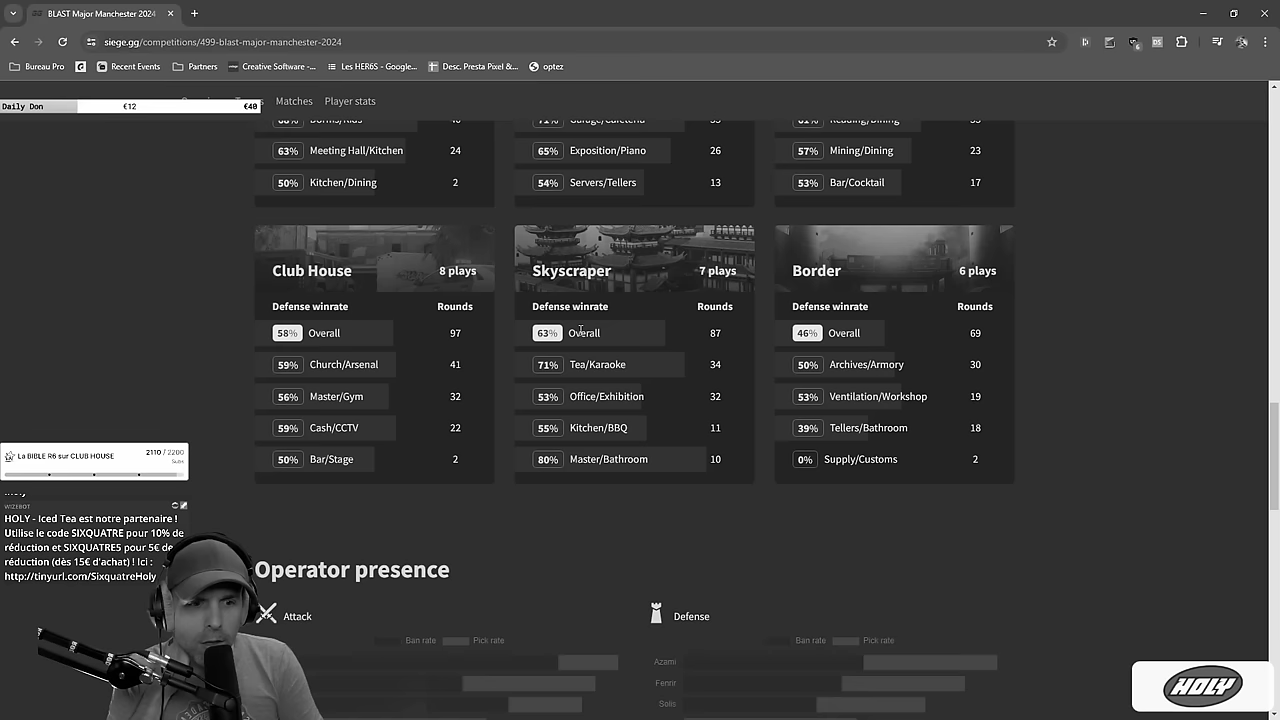 BLAST Major Manchester 2024
siege.gg/competitions/499-blast-major-manchester-2024
Bureau Pro
Recent Events
Partners
Creative Software -...
Les HER6S - Google...
Desc. Presta Pixel &...
optez
Daily Don €12 €40
Matches Player stats
63% Meeting Hall/Kitchen 24
50% Kitchen/Dining 2
71% Garage/Cafeteria
65% Exposition/Piano 26
54% Servers/Tellers 13
Reading/Dining
57% Mining/Dining 23
53% Bar/Cocktail 17
Club House 8 plays
Defense winrate Rounds
58% Overall 97
59% Church/Arsenal 41
56% Master/Gym 32
59% Cash/CCTV 22
50% Bar/Stage 2
Skyscraper 7 plays
Defense winrate Rounds
63% Overall 87
71% Tea/Karaoke 34
53% Office/Exhibition 32
55% Kitchen/BBQ 11
80% Master/Bathroom 10
Border 6 plays
Defense winrate Rounds
46% Overall 69
50% Archives/Armory 30
53% Ventilation/Workshop 19
39% Tellers/Bathroom 18
0% Supply/Customs 2
La BIBLE R6 sur CLUB HOUSE 2110 / 2200
Subs
WIZEBOT
HOLY - Iced Tea est notre partenaire !
Utilise le code SIXQUATRE pour 10% de
réduction et SIXQUATRE5 pour 5€ de
réduction (dès 15€ d'achat) ! Ici :
http://tinyurl.com/SixquatreHoly
Operator presence
Attack
Ban rate Pick rate
Defense
Ban rate Pick rate
Azami
Fenrir
Solis
HOLY